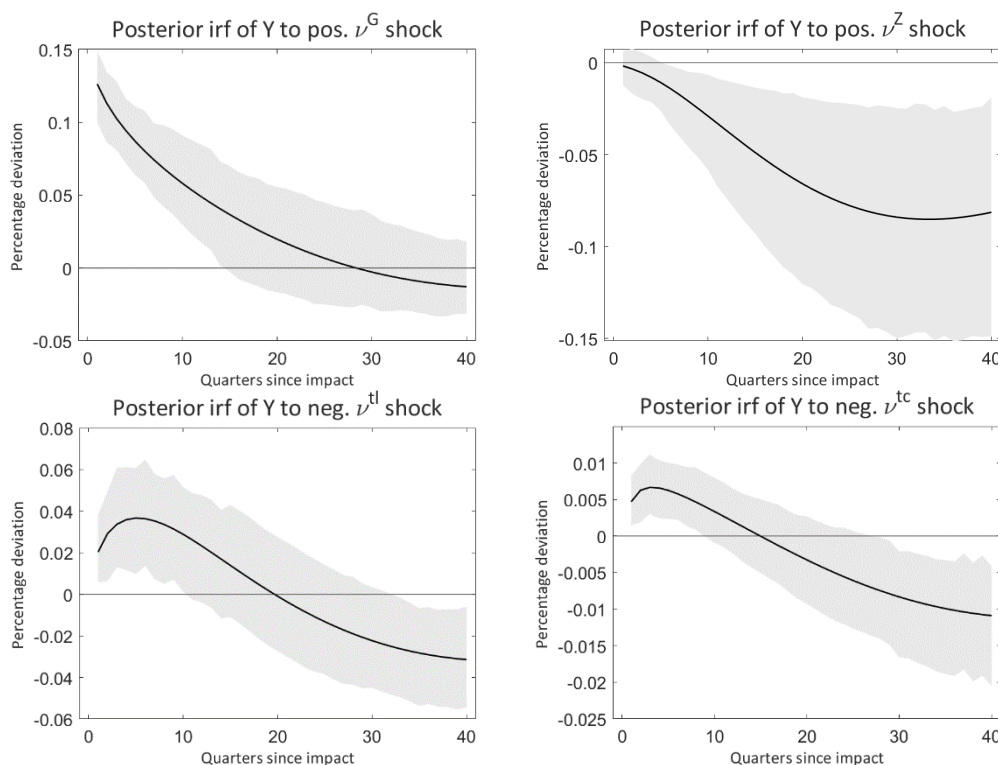 Posterior irf of Y to pos. ν^G shock
0.15
0.1
0.05
0
-0.05
Percentage deviation
0 10 20 30 40
Quarters since impact
Posterior irf of Y to pos. ν^Z shock
0
-0.05
-0.1
-0.15
Percentage deviation
0 10 20 30 40
Quarters since impact
Posterior irf of Y to neg. ν^tl shock
0.08
0.06
0.04
0.02
0
-0.02
-0.04
-0.06
Percentage deviation
0 10 20 30 40
Quarters since impact
Posterior irf of Y to neg. ν^tc shock
0.01
0.005
0
-0.005
-0.01
-0.015
-0.02
-0.025
Percentage deviation
0 10 20 30 40
Quarters since impact